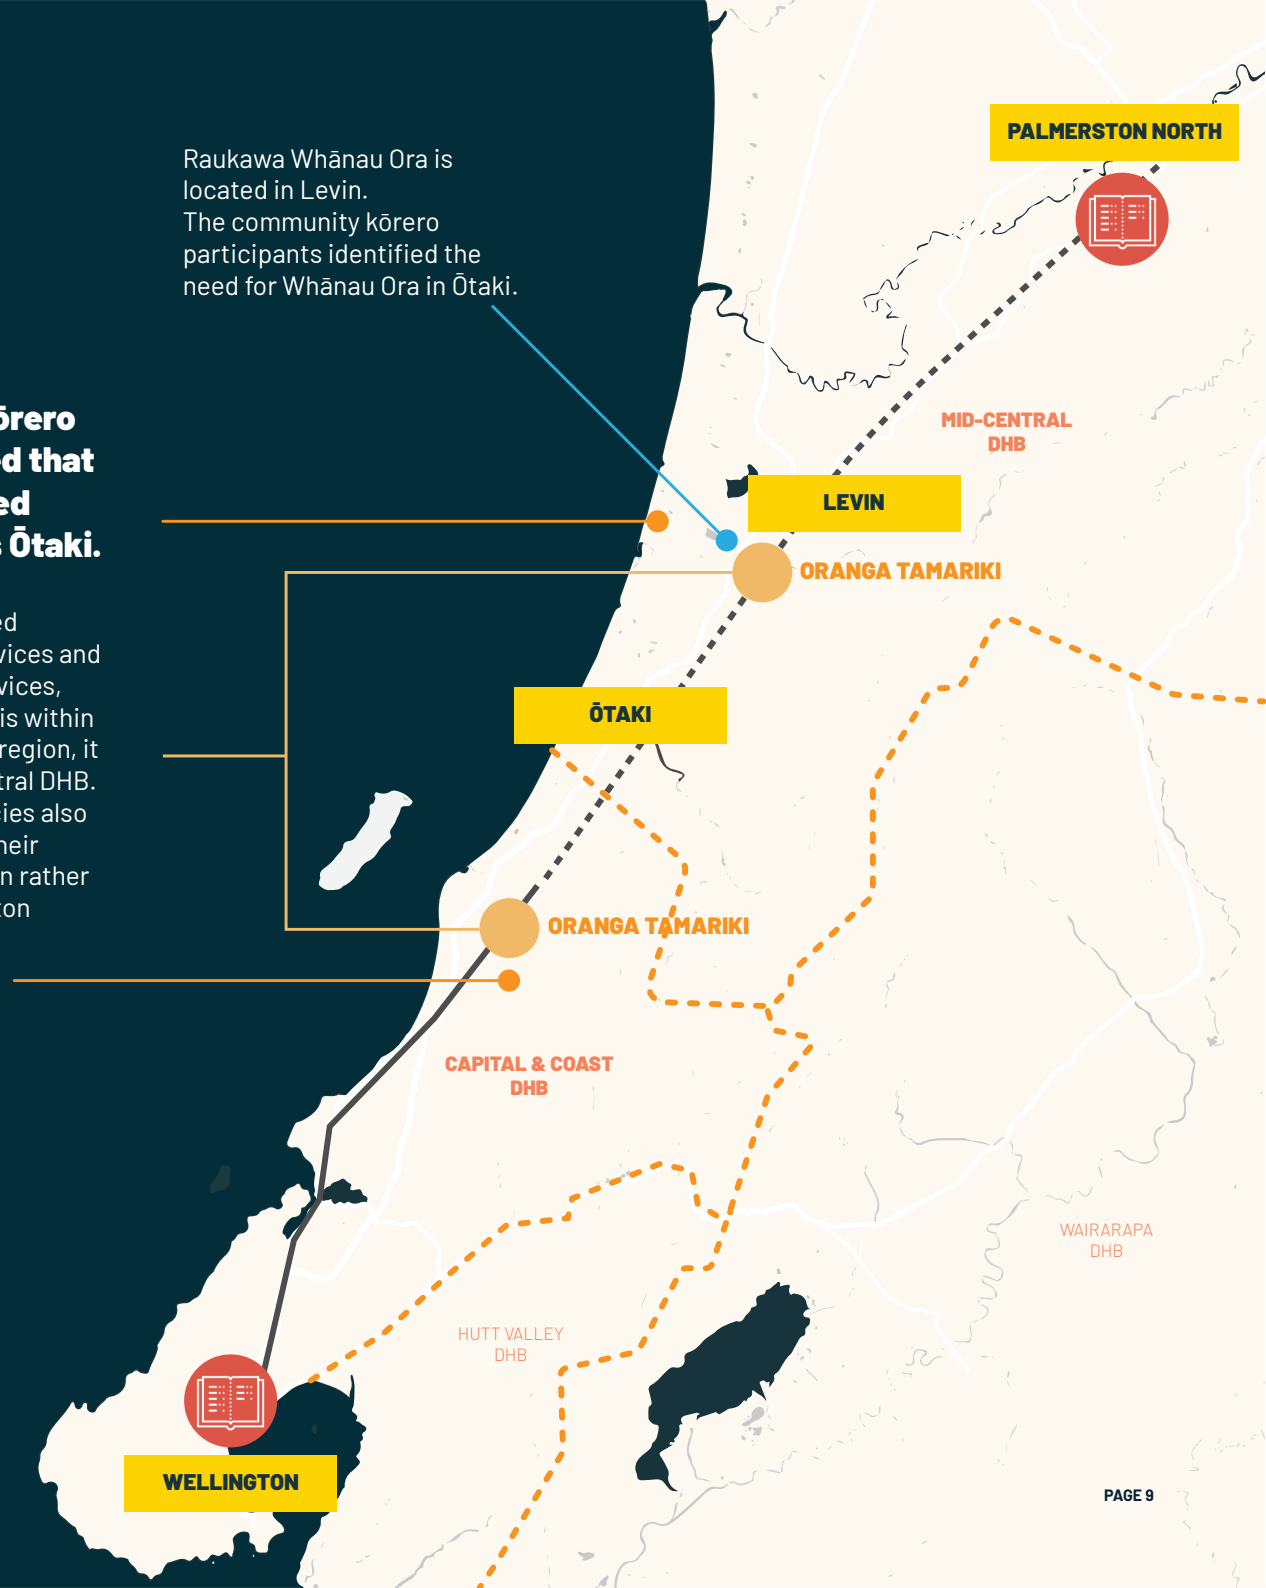 Raukawa Whānau Ora is
located in Levin.
The community kōrero
participants identified the
need for Whānau Ora in Ōtaki.
ōrero
d that
ed
s Ōtaki.
ed
vices and
vices,
is within
region, it
tral DHB.
cies also
heir
n rather
ton
PALMERSTON NORTH
MID-CENTRAL
DHB
LEVIN
ORANGA TAMARIKI
ŌTAKI
ORANGA TAMARIKI
CAPITAL & COAST
DHB
WAIRARAPA
DHB
HUTT VALLEY
DHB
WELLINGTON
PAGE 9